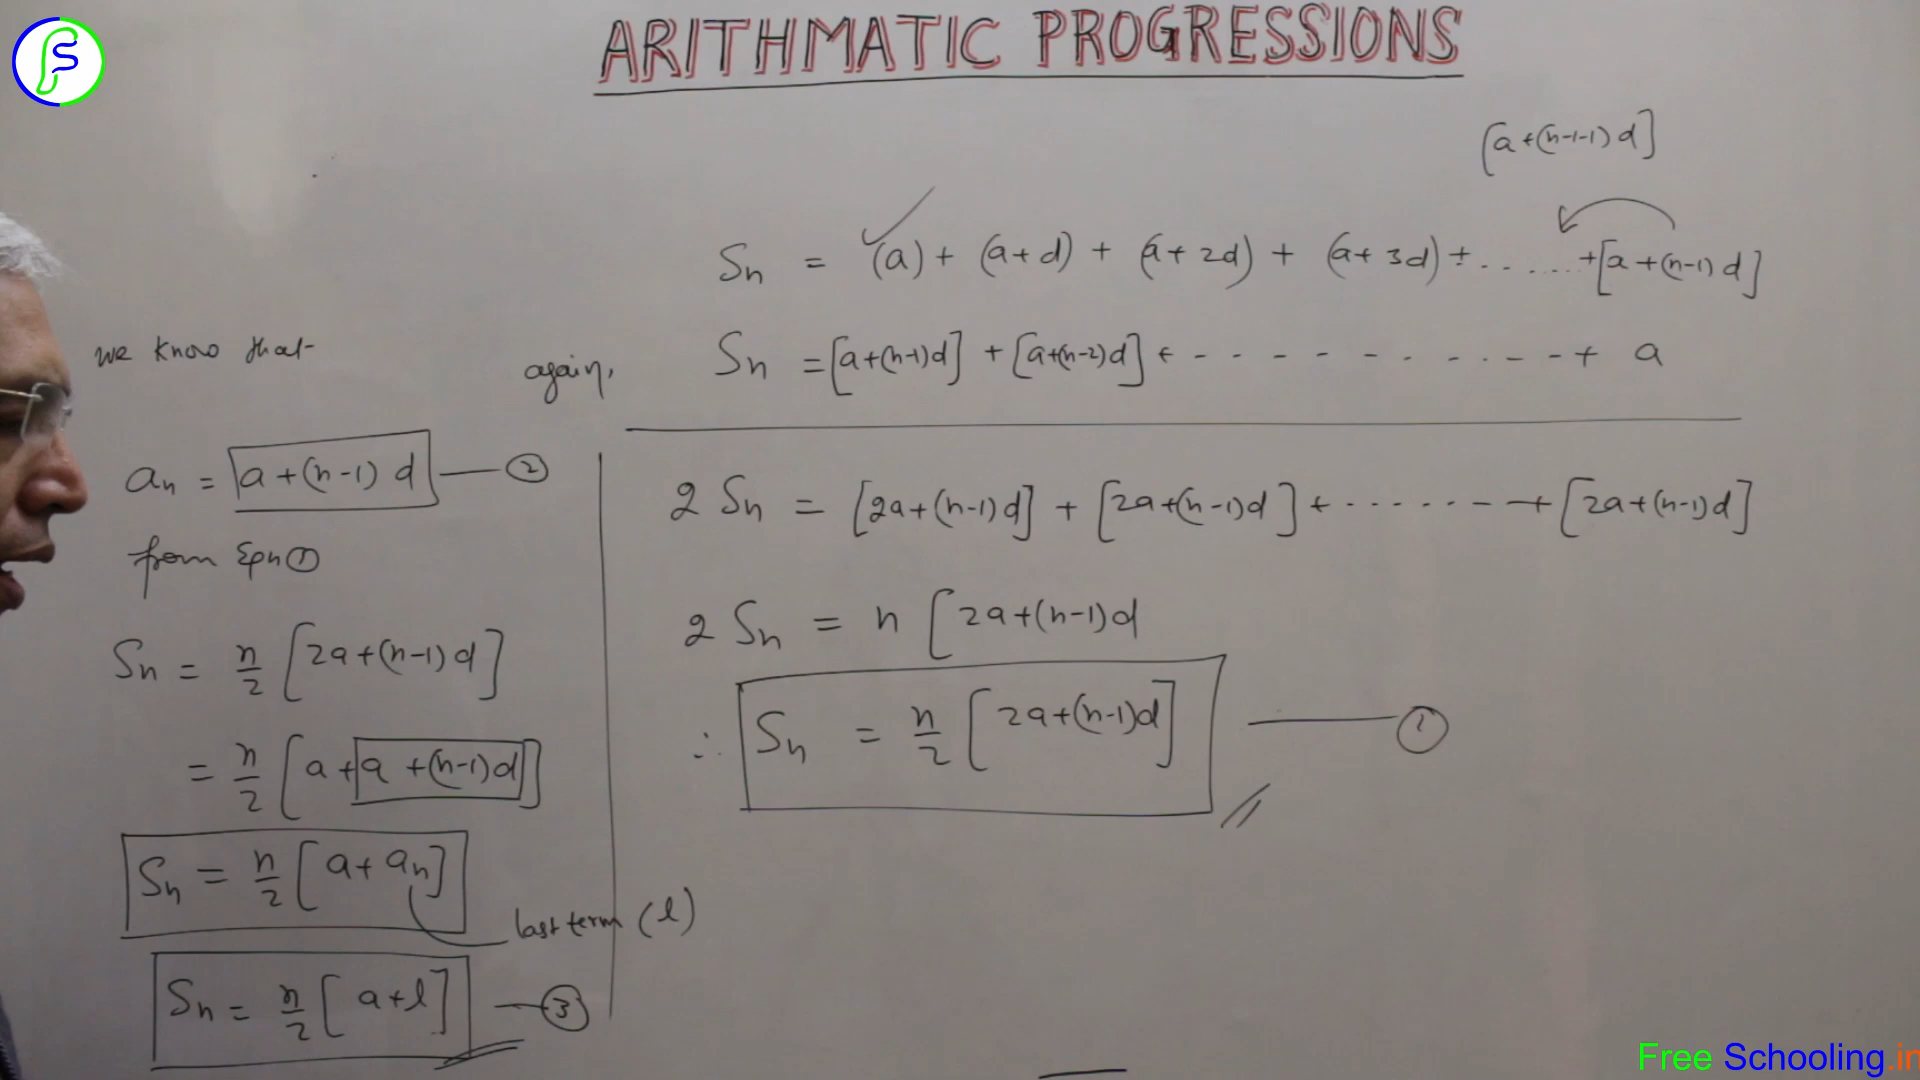 ARITHMATIC PROGRESSIONS
[a+(n-1-1)d]
Sn = (a) + (a+d) + (a+2d) + (a+3d) + ...... + [a+(n-1)d]
again, Sn = [a+(n-1)d] + [a+(n-2)d] + - - - - - - - - - - + a
2 Sn = [2a+(n-1)d] + [2a+(n-1)d] + ------- + [2a+(n-1)d]
2 Sn = n [2a+(n-1)d
∴ Sn = n/2 [2a+(n-1)d] — ①
we know that
an = a+(n-1)d — ②
from Eqn ①
Sn = n/2 [2a+(n-1)d]
= n/2 [a+a+(n-1)d]
Sn = n/2 [a+an]
last term (l)
Sn = n/2 [a+l] — ③
Free Schooling.in